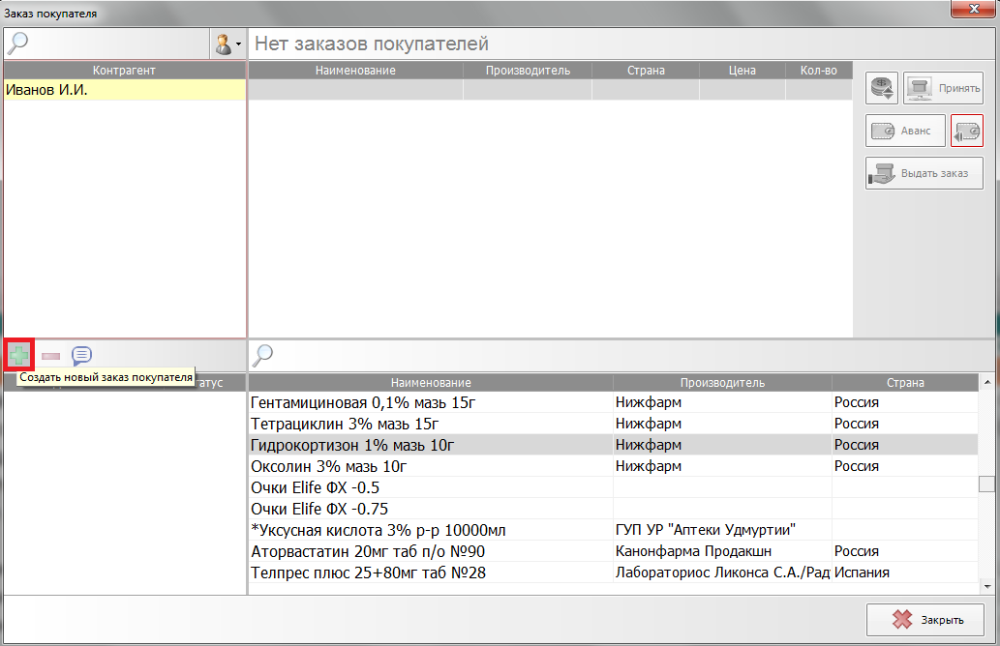 Заказ покупателя
Нет заказов покупателей
Контрагент
Иванов И.И.
Наименование Производитель Страна Цена Кол-во
Принять
Аванс
Выдать заказ
Создать новый заказ покупателя
атус
Наименование Производитель Страна
Гентамициновая 0,1% мазь 15г Нижфарм Россия
Тетрациклин 3% мазь 15г Нижфарм Россия
Гидрокортизон 1% мазь 10г Нижфарм Россия
Оксолин 3% мазь 10г Нижфарм Россия
Очки Elife ФХ -0.5
Очки Elife ФХ -0.75
*Уксусная кислота 3% р-р 10000мл ГУП УР "Аптеки Удмуртии"
Аторвастатин 20мг таб п/о №90 Канонфарма Продакшн Россия
Телпрес плюс 25+80мг таб №28 Лабораториос Ликонса С.А./Рад Испания
Закрыть